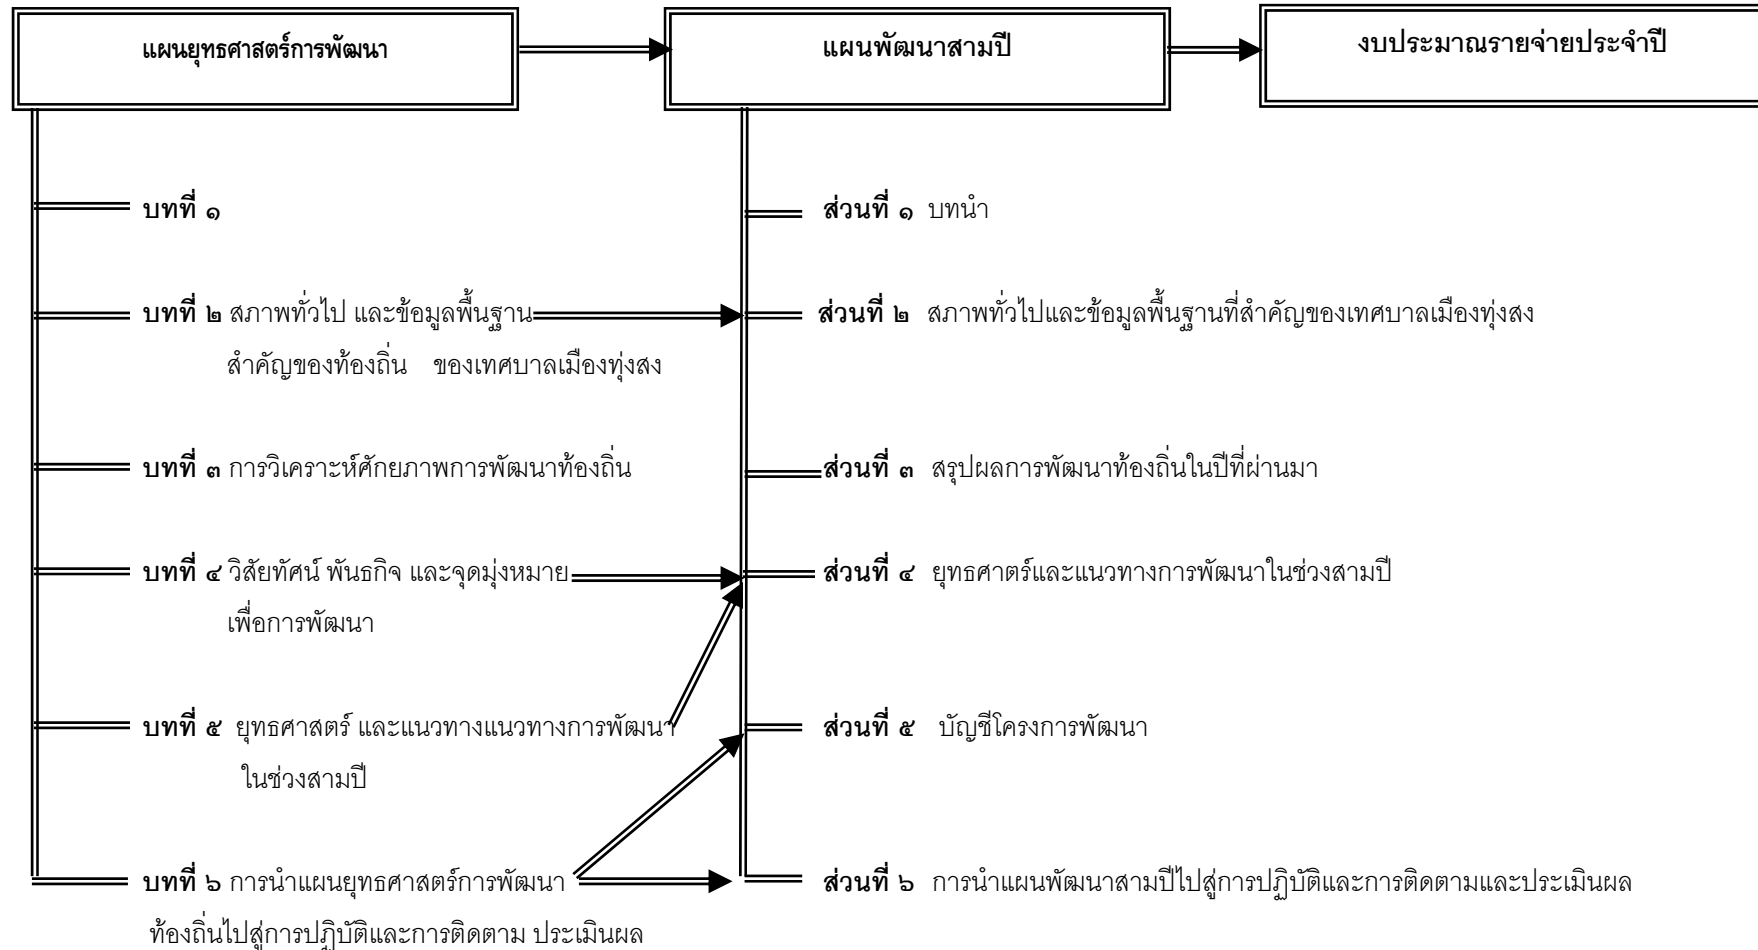 แผนยุทธศาสตร์การพัฒนา
แผนพัฒนาสามปี
งบประมาณรายจ่ายประจำปี
บทที่ ๑
บทที่ ๒ สภาพทั่วไป และข้อมูลพื้นฐาน
สำคัญของท้องถิ่น ของเทศบาลเมืองทุ่งสง
บทที่ ๓ การวิเคราะห์ศักยภาพการพัฒนาท้องถิ่น
บทที่ ๔ วิสัยทัศน์ พันธกิจ และจุดมุ่งหมาย
เพื่อการพัฒนา
บทที่ ๕ ยุทธศาสตร์ และแนวทางแนวทางการพัฒนา
ในช่วงสามปี
บทที่ ๖ การนำแผนยุทธศาสตร์การพัฒนา
ท้องถิ่นไปสู่การปฏิบัติและการติดตาม ประเมินผล
ส่วนที่ ๑ บทนำ
ส่วนที่ ๒ สภาพทั่วไปและข้อมูลพื้นฐานที่สำคัญของเทศบาลเมืองทุ่งสง
ส่วนที่ ๓ สรุปผลการพัฒนาท้องถิ่นในปีที่ผ่านมา
ส่วนที่ ๔ ยุทธศาตร์และแนวทางการพัฒนาในช่วงสามปี
ส่วนที่ ๕ บัญชีโครงการพัฒนา
ส่วนที่ ๖ การนำแผนพัฒนาสามปีไปสู่การปฏิบัติและการติดตามและประเมินผล